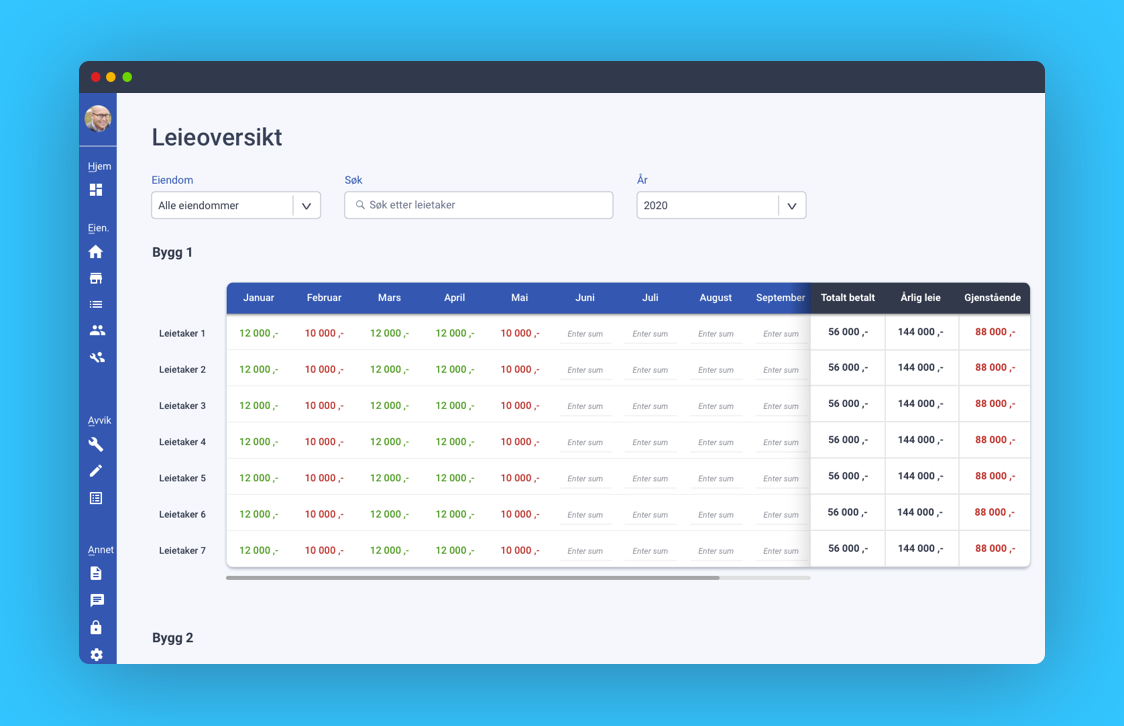 Leieoversikt
Hjem
Eien.
Avvik
Annet
Eiendom Søk År
Alle eiendommer Søk etter leietaker 2020
Bygg 1
Januar Februar Mars April Mai Juni Juli August September Totalt betalt Årlig leie Gjenstående
Leietaker 1 12 000 ,- 10 000 ,- 12 000 ,- 12 000 ,- 10 000 ,- Enter sum Enter sum Enter sum Enter sum 56 000 ,- 144 000 ,- 88 000 ,-
Leietaker 2 12 000 ,- 10 000 ,- 12 000 ,- 12 000 ,- 10 000 ,- Enter sum Enter sum Enter sum Enter sum 56 000 ,- 144 000 ,- 88 000 ,-
Leietaker 3 12 000 ,- 10 000 ,- 12 000 ,- 12 000 ,- 10 000 ,- Enter sum Enter sum Enter sum Enter sum 56 000 ,- 144 000 ,- 88 000 ,-
Leietaker 4 12 000 ,- 10 000 ,- 12 000 ,- 12 000 ,- 10 000 ,- Enter sum Enter sum Enter sum Enter sum 56 000 ,- 144 000 ,- 88 000 ,-
Leietaker 5 12 000 ,- 10 000 ,- 12 000 ,- 12 000 ,- 10 000 ,- Enter sum Enter sum Enter sum Enter sum 56 000 ,- 144 000 ,- 88 000 ,-
Leietaker 6 12 000 ,- 10 000 ,- 12 000 ,- 12 000 ,- 10 000 ,- Enter sum Enter sum Enter sum Enter sum 56 000 ,- 144 000 ,- 88 000 ,-
Leietaker 7 12 000 ,- 10 000 ,- 12 000 ,- 12 000 ,- 10 000 ,- Enter sum Enter sum Enter sum Enter sum 56 000 ,- 144 000 ,- 88 000 ,-
Bygg 2